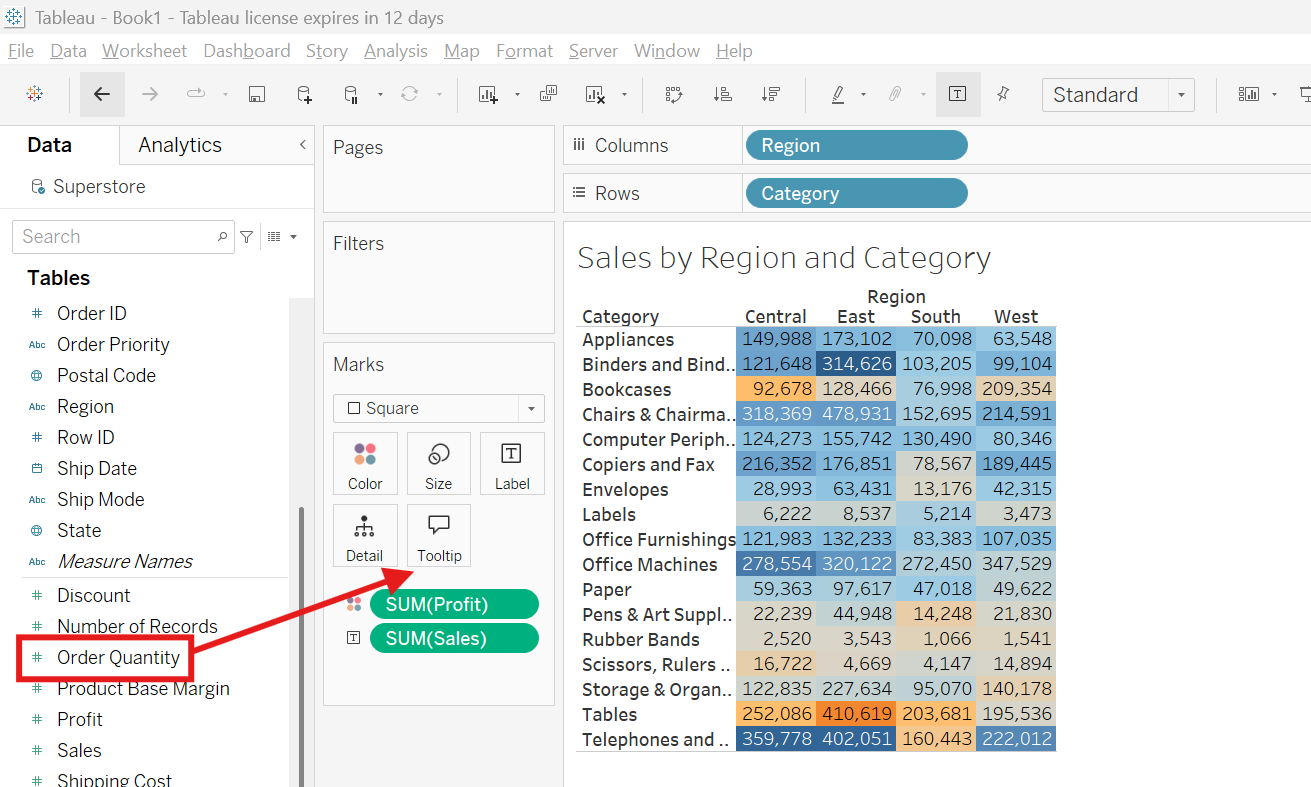 Tableau - Book1 - Tableau license expires in 12 days
File Data Worksheet Dashboard Story Analysis Map Format Server Window Help
Standard
Data Analytics
Superstore
Search
Tables
# Order ID
Abc Order Priority
Postal Code
Abc Region
# Row ID
Ship Date
Abc Ship Mode
State
Abc Measure Names
# Discount
# Number of Records
# Order Quantity
# Product Base Margin
# Profit
# Sales
# Shipping Cost
Pages
Filters
Marks
Square
Color Size T Label
Detail Tooltip
SUM(Profit)
T SUM(Sales)
Columns Region
Rows Category
Sales by Region and Category
Region
Category Central East South West
Appliances 149,988 173,102 70,098 63,548
Binders and Bind.. 121,648 314,626 103,205 99,104
Bookcases 92,678 128,466 76,998 209,354
Chairs & Chairma.. 318,369 478,931 152,695 214,591
Computer Periph.. 124,273 155,742 130,490 80,346
Copiers and Fax 216,352 176,851 78,567 189,445
Envelopes 28,993 63,431 13,176 42,315
Labels 6,222 8,537 5,214 3,473
Office Furnishings 121,983 132,233 83,383 107,035
Office Machines 278,554 320,122 272,450 347,529
Paper 59,363 97,617 47,018 49,622
Pens & Art Suppl.. 22,239 44,948 14,248 21,830
Rubber Bands 2,520 3,543 1,066 1,541
Scissors, Rulers .. 16,722 4,669 4,147 14,894
Storage & Organ.. 122,835 227,634 95,070 140,178
Tables 252,086 410,619 203,681 195,536
Telephones and .. 359,778 402,051 160,443 222,012